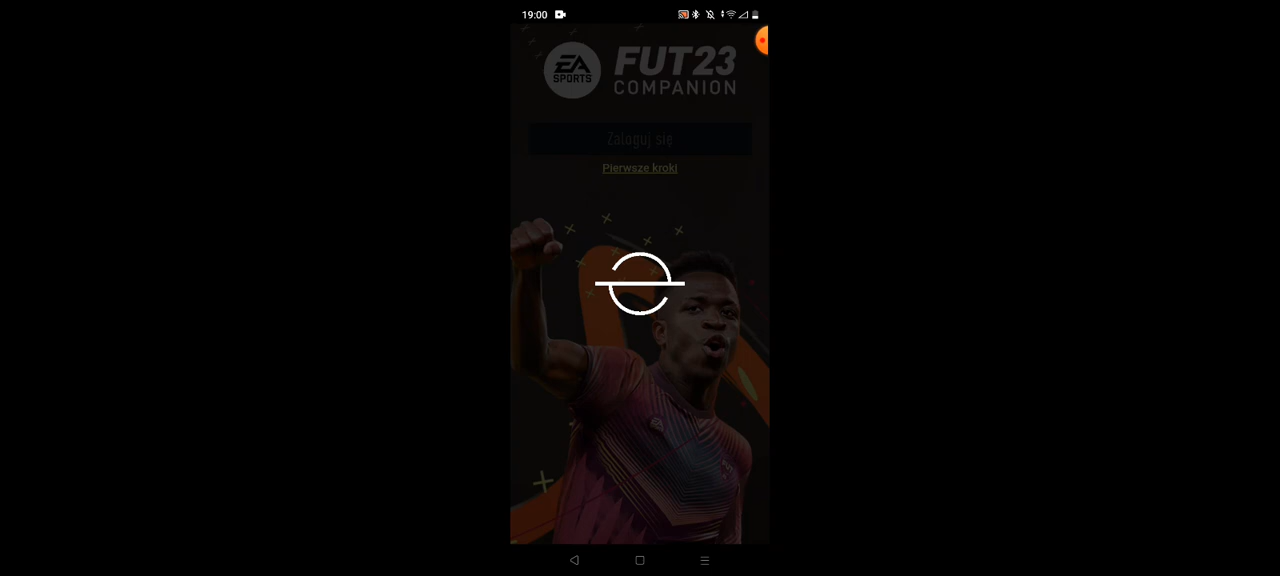 19:00
EA
SPORTS
FUT23
COMPANION
Zaloguj się
Pierwsze kroki